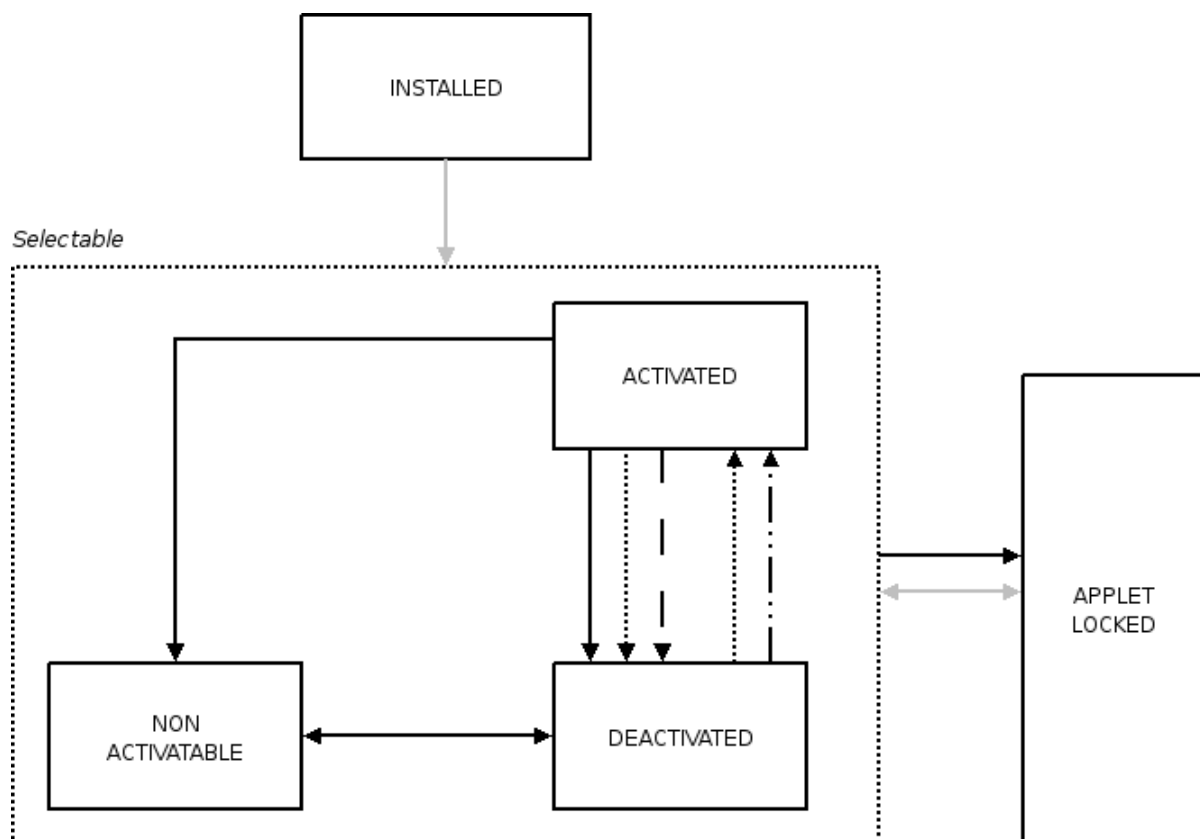 INSTALLED
Selectable
ACTIVATED
APPLET
LOCKED
NON
ACTIVATABLE
DEACTIVATED